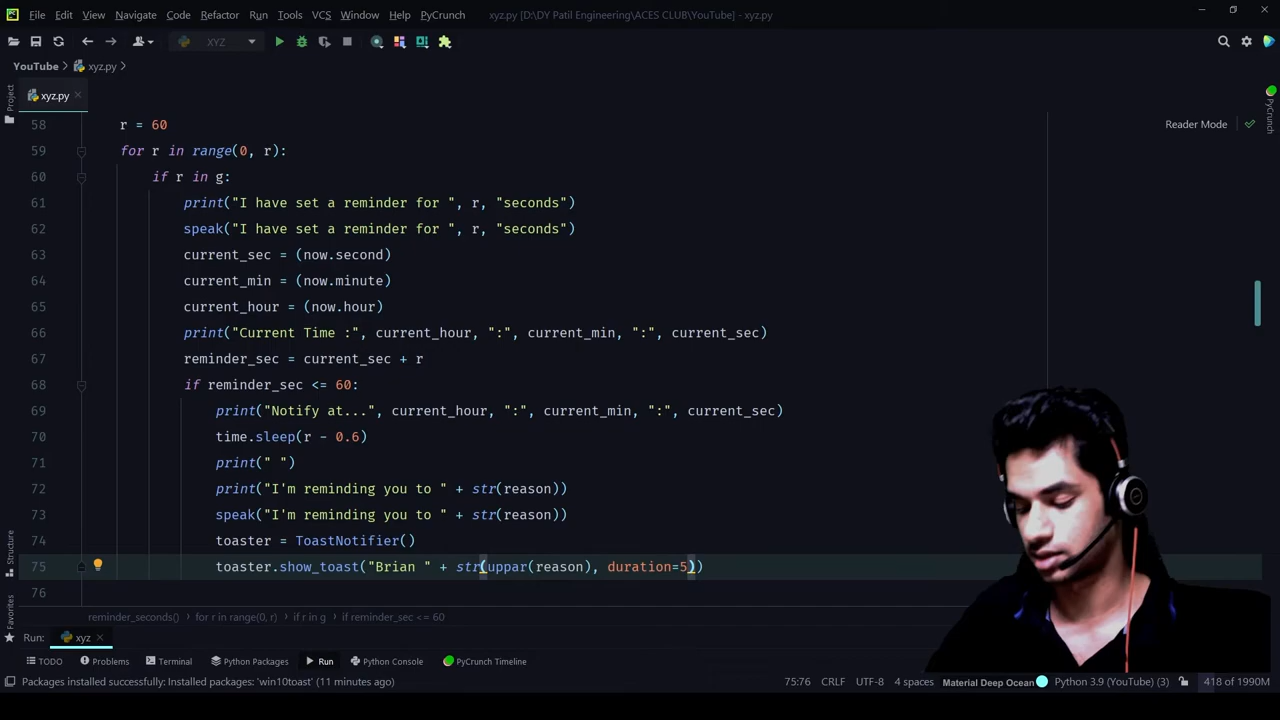 File Edit View Navigate Code Refactor Run Tools VCS Window Help PyCrunch xyz.py [D:\DY Patil Engineering\ACES CLUB\YouTube] - xyz.py
XYZ
YouTube xyz.py
Project
xyz.py
PyCrunch
Reader Mode
58 r = 60
59 for r in range(0, r):
60 if r in g:
61 print("I have set a reminder for ", r, "seconds")
62 speak("I have set a reminder for ", r, "seconds")
63 current_sec = (now.second)
64 current_min = (now.minute)
65 current_hour = (now.hour)
66 print("Current Time :", current_hour, ":", current_min, ":", current_sec)
67 reminder_sec = current_sec + r
68 if reminder_sec <= 60:
69 print("Notify at...", current_hour, ":", current_min, ":", current_sec)
70 time.sleep(r - 0.6)
71 print(" ")
72 print("I'm reminding you to " + str(reason))
73 speak("I'm reminding you to " + str(reason))
74 toaster = ToastNotifier()
75 toaster.show_toast("Brian " + str(uppar(reason), duration=5))
76
Structure
Favorites
reminder_seconds() for r in range(0, r) if r in g if reminder_sec <= 60
Run: xyz
TODO Problems Terminal Python Packages Run Python Console PyCrunch Timeline
Packages installed successfully: Installed packages: 'win10toast' (11 minutes ago) 75:76 CRLF UTF-8 4 spaces Material Deep Ocean Python 3.9 (YouTube) (3) 418 of 1990M